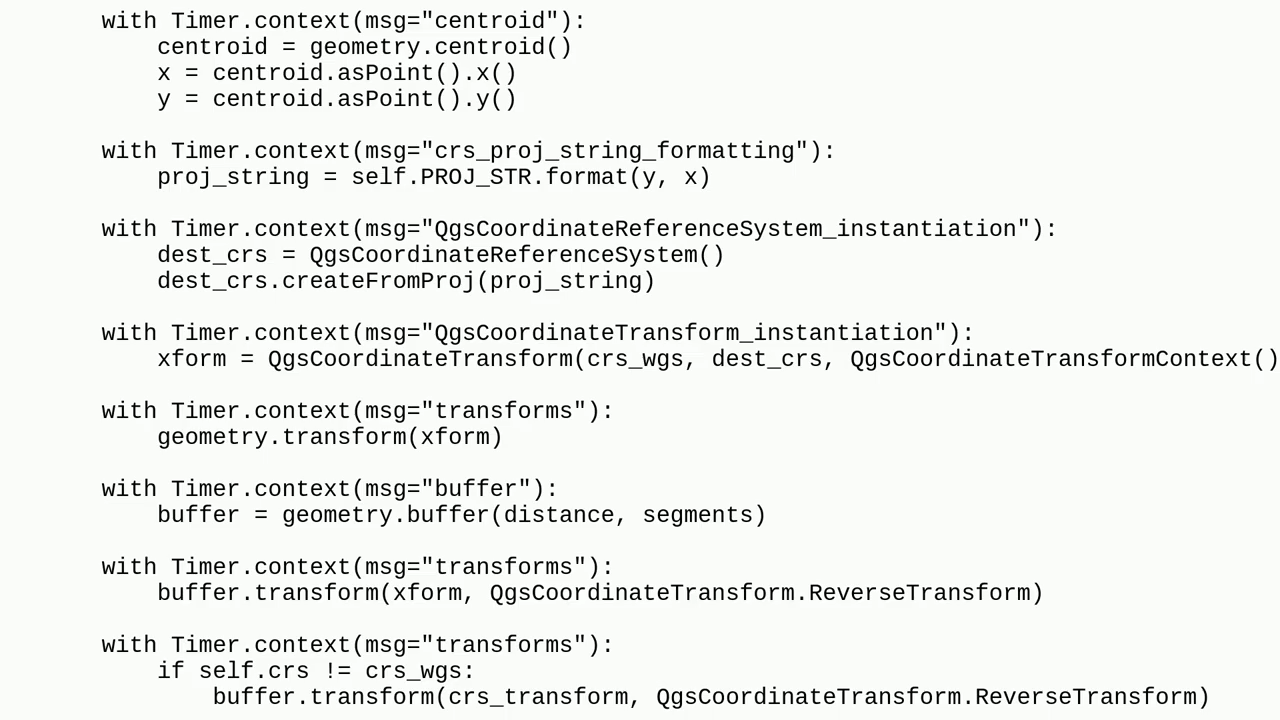 with Timer.context(msg="centroid"):
centroid = geometry.centroid()
x = centroid.asPoint().x()
y = centroid.asPoint().y()
with Timer.context(msg="crs_proj_string_formatting"):
proj_string = self.PROJ_STR.format(y, x)
with Timer.context(msg="QgsCoordinateReferenceSystem_instantiation"):
dest_crs = QgsCoordinateReferenceSystem()
dest_crs.createFromProj(proj_string)
with Timer.context(msg="QgsCoordinateTransform_instantiation"):
xform = QgsCoordinateTransform(crs_wgs, dest_crs, QgsCoordinateTransformContext()
with Timer.context(msg="transforms"):
geometry.transform(xform)
with Timer.context(msg="buffer"):
buffer = geometry.buffer(distance, segments)
with Timer.context(msg="transforms"):
buffer.transform(xform, QgsCoordinateTransform.ReverseTransform)
with Timer.context(msg="transforms"):
if self.crs != crs_wgs:
buffer.transform(crs_transform, QgsCoordinateTransform.ReverseTransform)